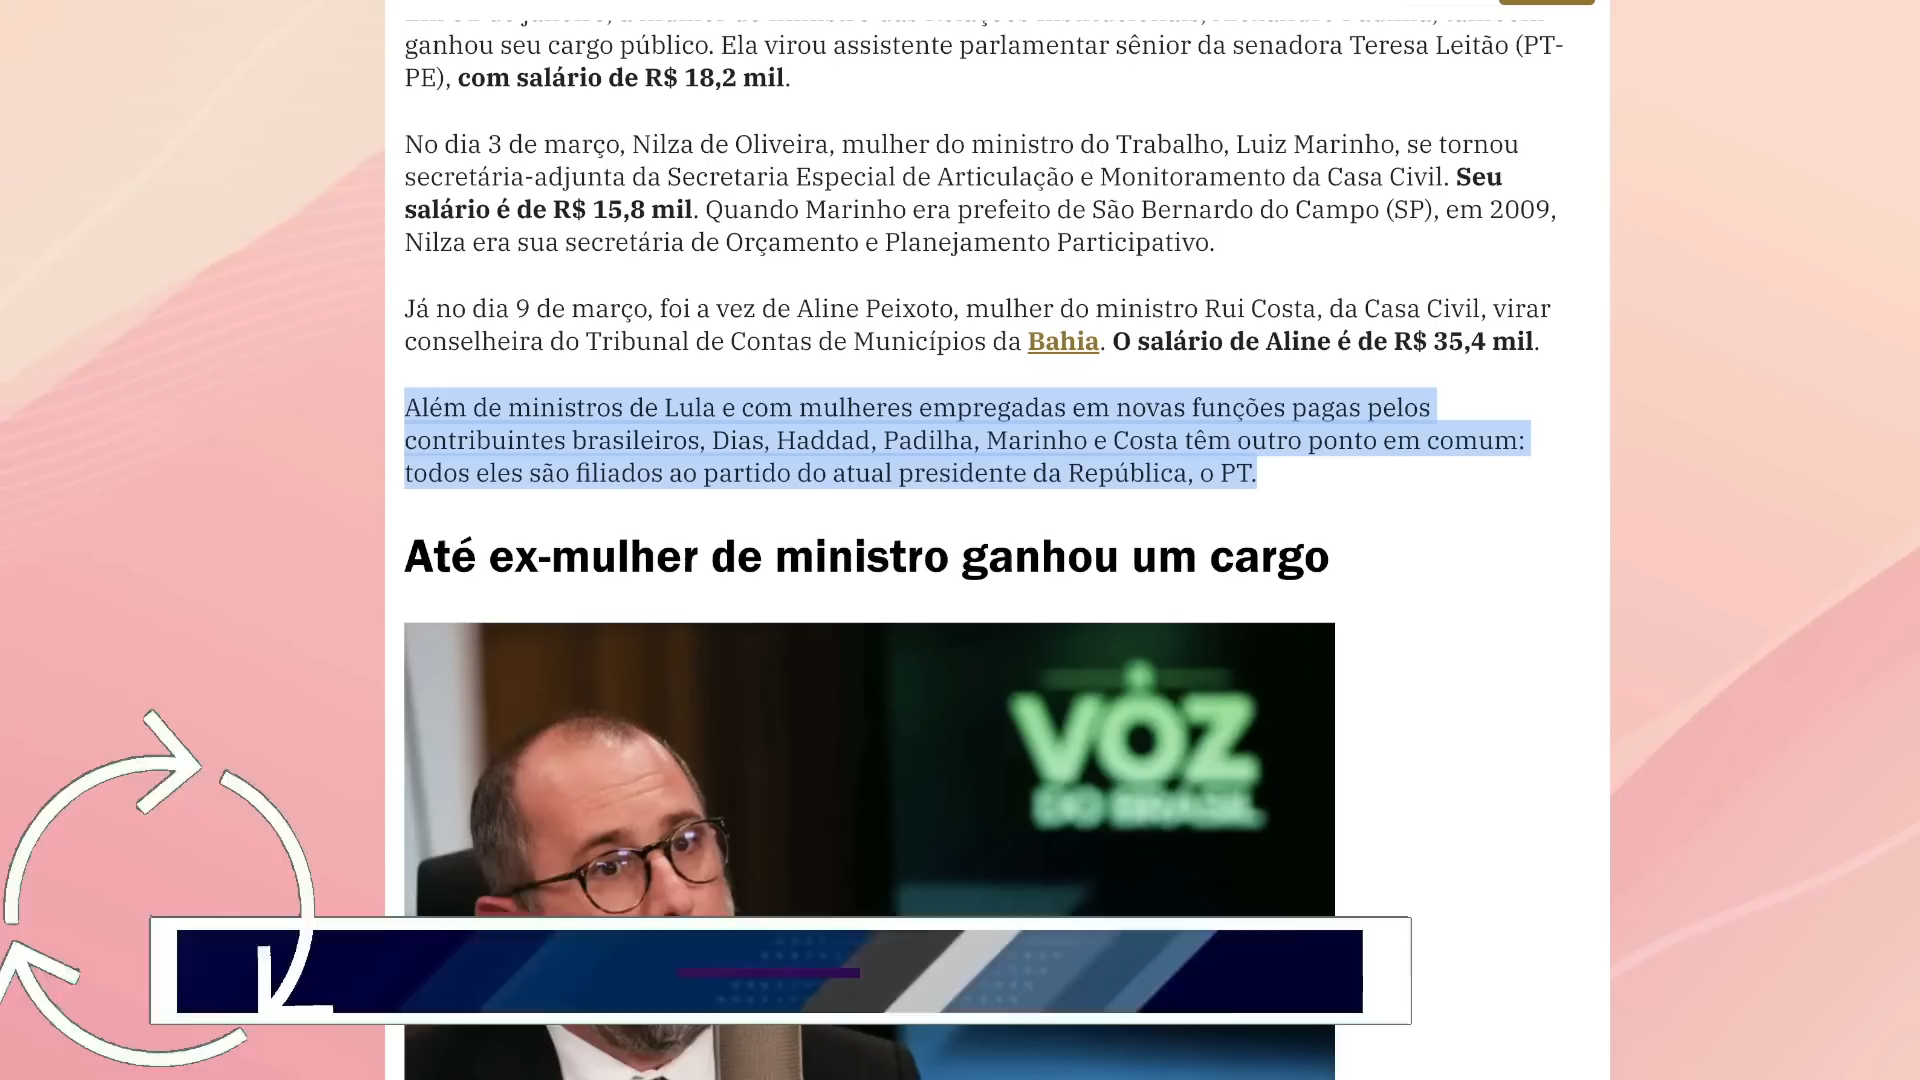 ganhou seu cargo público. Ela virou assistente parlamentar sênior da senadora Teresa Leitão (PT-
PE), com salário de R$ 18,2 mil.
No dia 3 de março, Nilza de Oliveira, mulher do ministro do Trabalho, Luiz Marinho, se tornou
secretária-adjunta da Secretaria Especial de Articulação e Monitoramento da Casa Civil. Seu
salário é de R$ 15,8 mil. Quando Marinho era prefeito de São Bernardo do Campo (SP), em 2009,
Nilza era sua secretária de Orçamento e Planejamento Participativo.
Já no dia 9 de março, foi a vez de Aline Peixoto, mulher do ministro Rui Costa, da Casa Civil, virar
conselheira do Tribunal de Contas de Municípios da Bahia. O salário de Aline é de R$ 35,4 mil.
Além de ministros de Lula e com mulheres empregadas em novas funções pagas pelos
contribuintes brasileiros, Dias, Haddad, Padilha, Marinho e Costa têm outro ponto em comum:
todos eles são filiados ao partido do atual presidente da República, o PT.
Até ex-mulher de ministro ganhou um cargo
VOZ
DO BRASIL